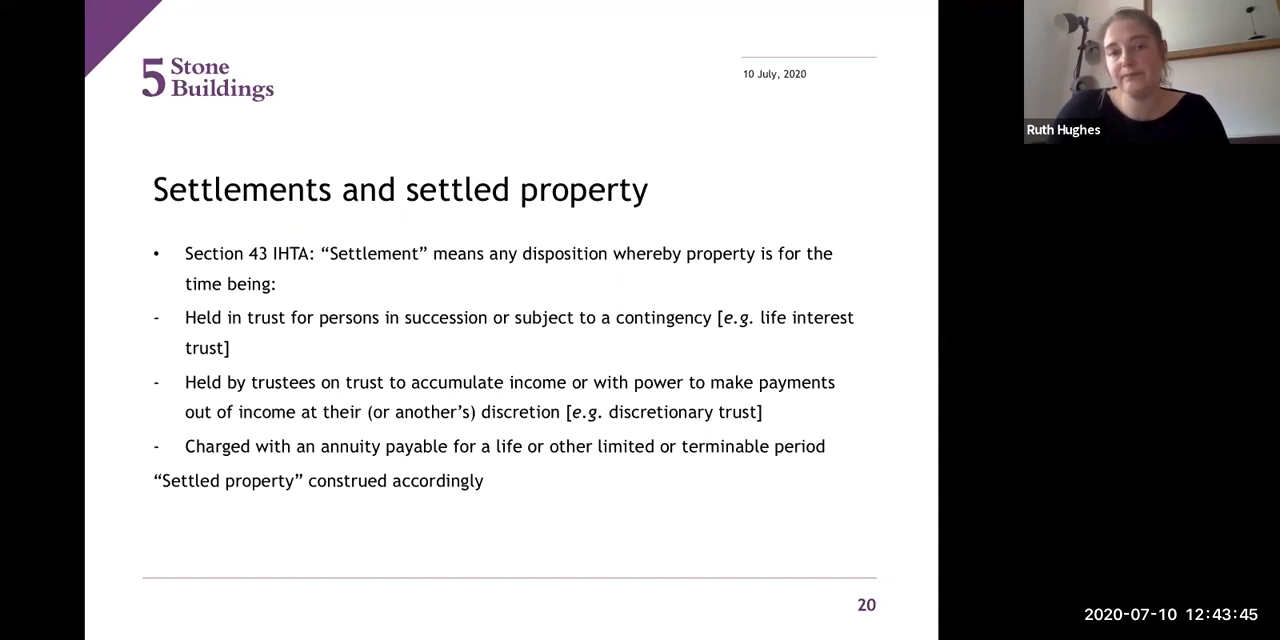 5 Stone
Buildings
10 July, 2020
Ruth Hughes
Settlements and settled property
• Section 43 IHTA: “Settlement” means any disposition whereby property is for the
time being:
- Held in trust for persons in succession or subject to a contingency [e.g. life interest
trust]
- Held by trustees on trust to accumulate income or with power to make payments
out of income at their (or another’s) discretion [e.g. discretionary trust]
- Charged with an annuity payable for a life or other limited or terminable period
“Settled property” construed accordingly
20
2020-07-10 12:43:45